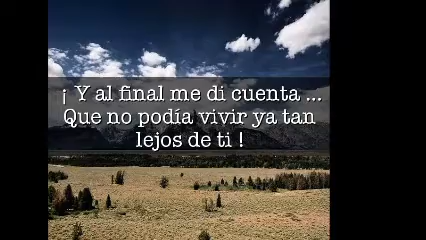 ¡ Y al final me di cuenta ...
Que no podía vivir ya tan
lejos de ti !